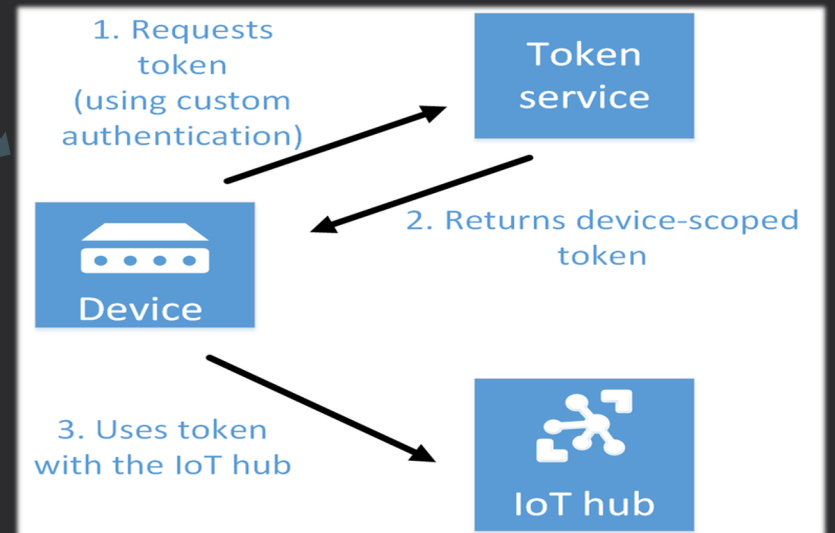 1. Requests
token
(using custom
authentication)
Token
service
2. Returns device-scoped
token
Device
3. Uses token
with the IoT hub
IoT hub